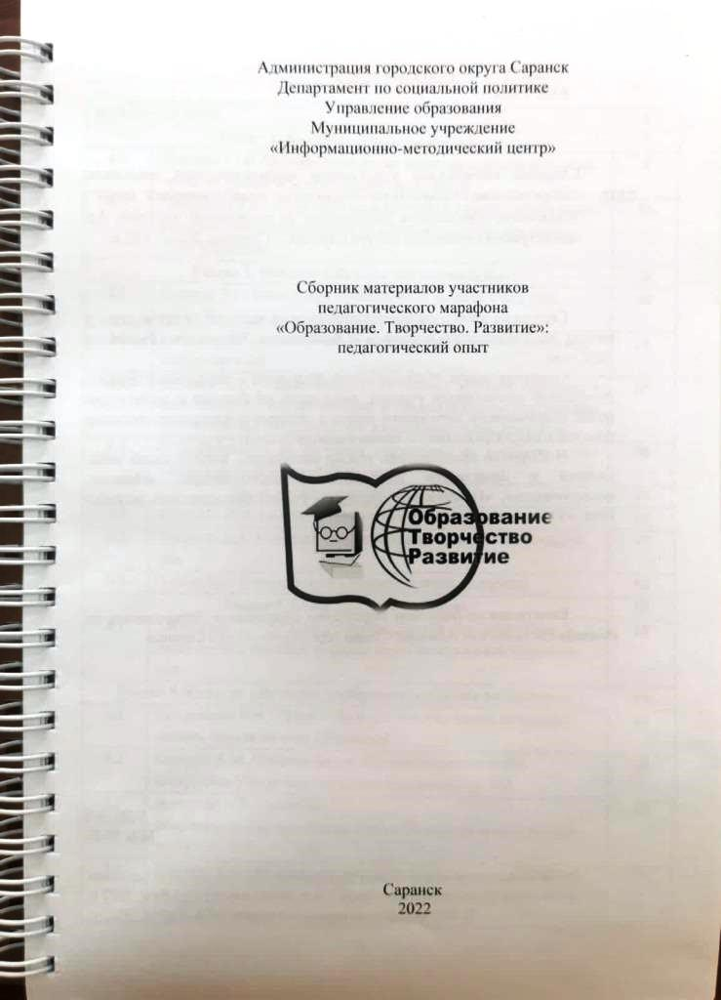 Администрация городского округа Саранск
Департамент по социальной политике
Управление образования
Муниципальное учреждение
«Информационно-методический центр»
Сборник материалов участников
педагогического марафона
«Образование. Творчество. Развитие»:
педагогический опыт
Образование
Творчество
Развитие
Саранск
2022